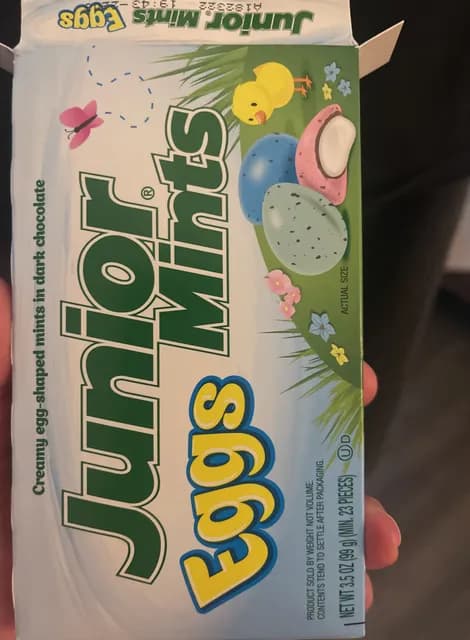 Junior Mints Eggs
A182322 19:43
Creamy egg-shaped mints in dark chocolate
Junior®
Mints
Eggs
ACTUAL SIZE
PRODUCT SOLD BY WEIGHT NOT VOLUME.
CONTENTS TEND TO SETTLE AFTER PACKAGING.
NET WT 3.5 OZ (99 g) (MIN. 23 PIECES) Ⓤ D